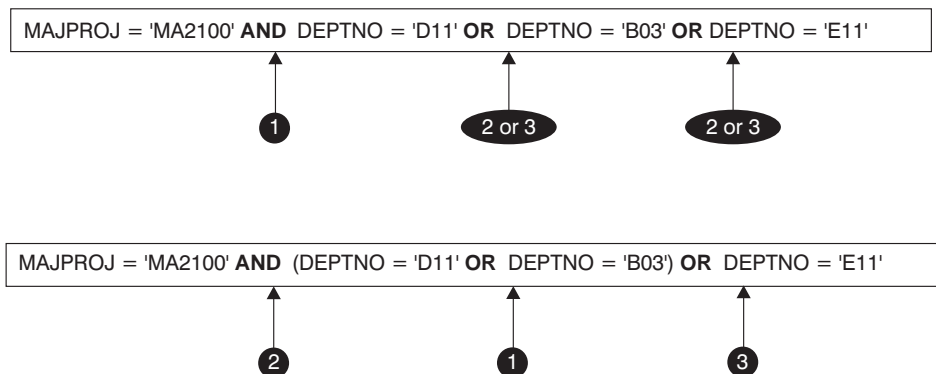 MAJPROJ = 'MA2100' AND DEPTNO = 'D11' OR DEPTNO = 'B03' OR DEPTNO = 'E11'
1 2 or 3 2 or 3
MAJPROJ = 'MA2100' AND (DEPTNO = 'D11' OR DEPTNO = 'B03') OR DEPTNO = 'E11'
2 1 3